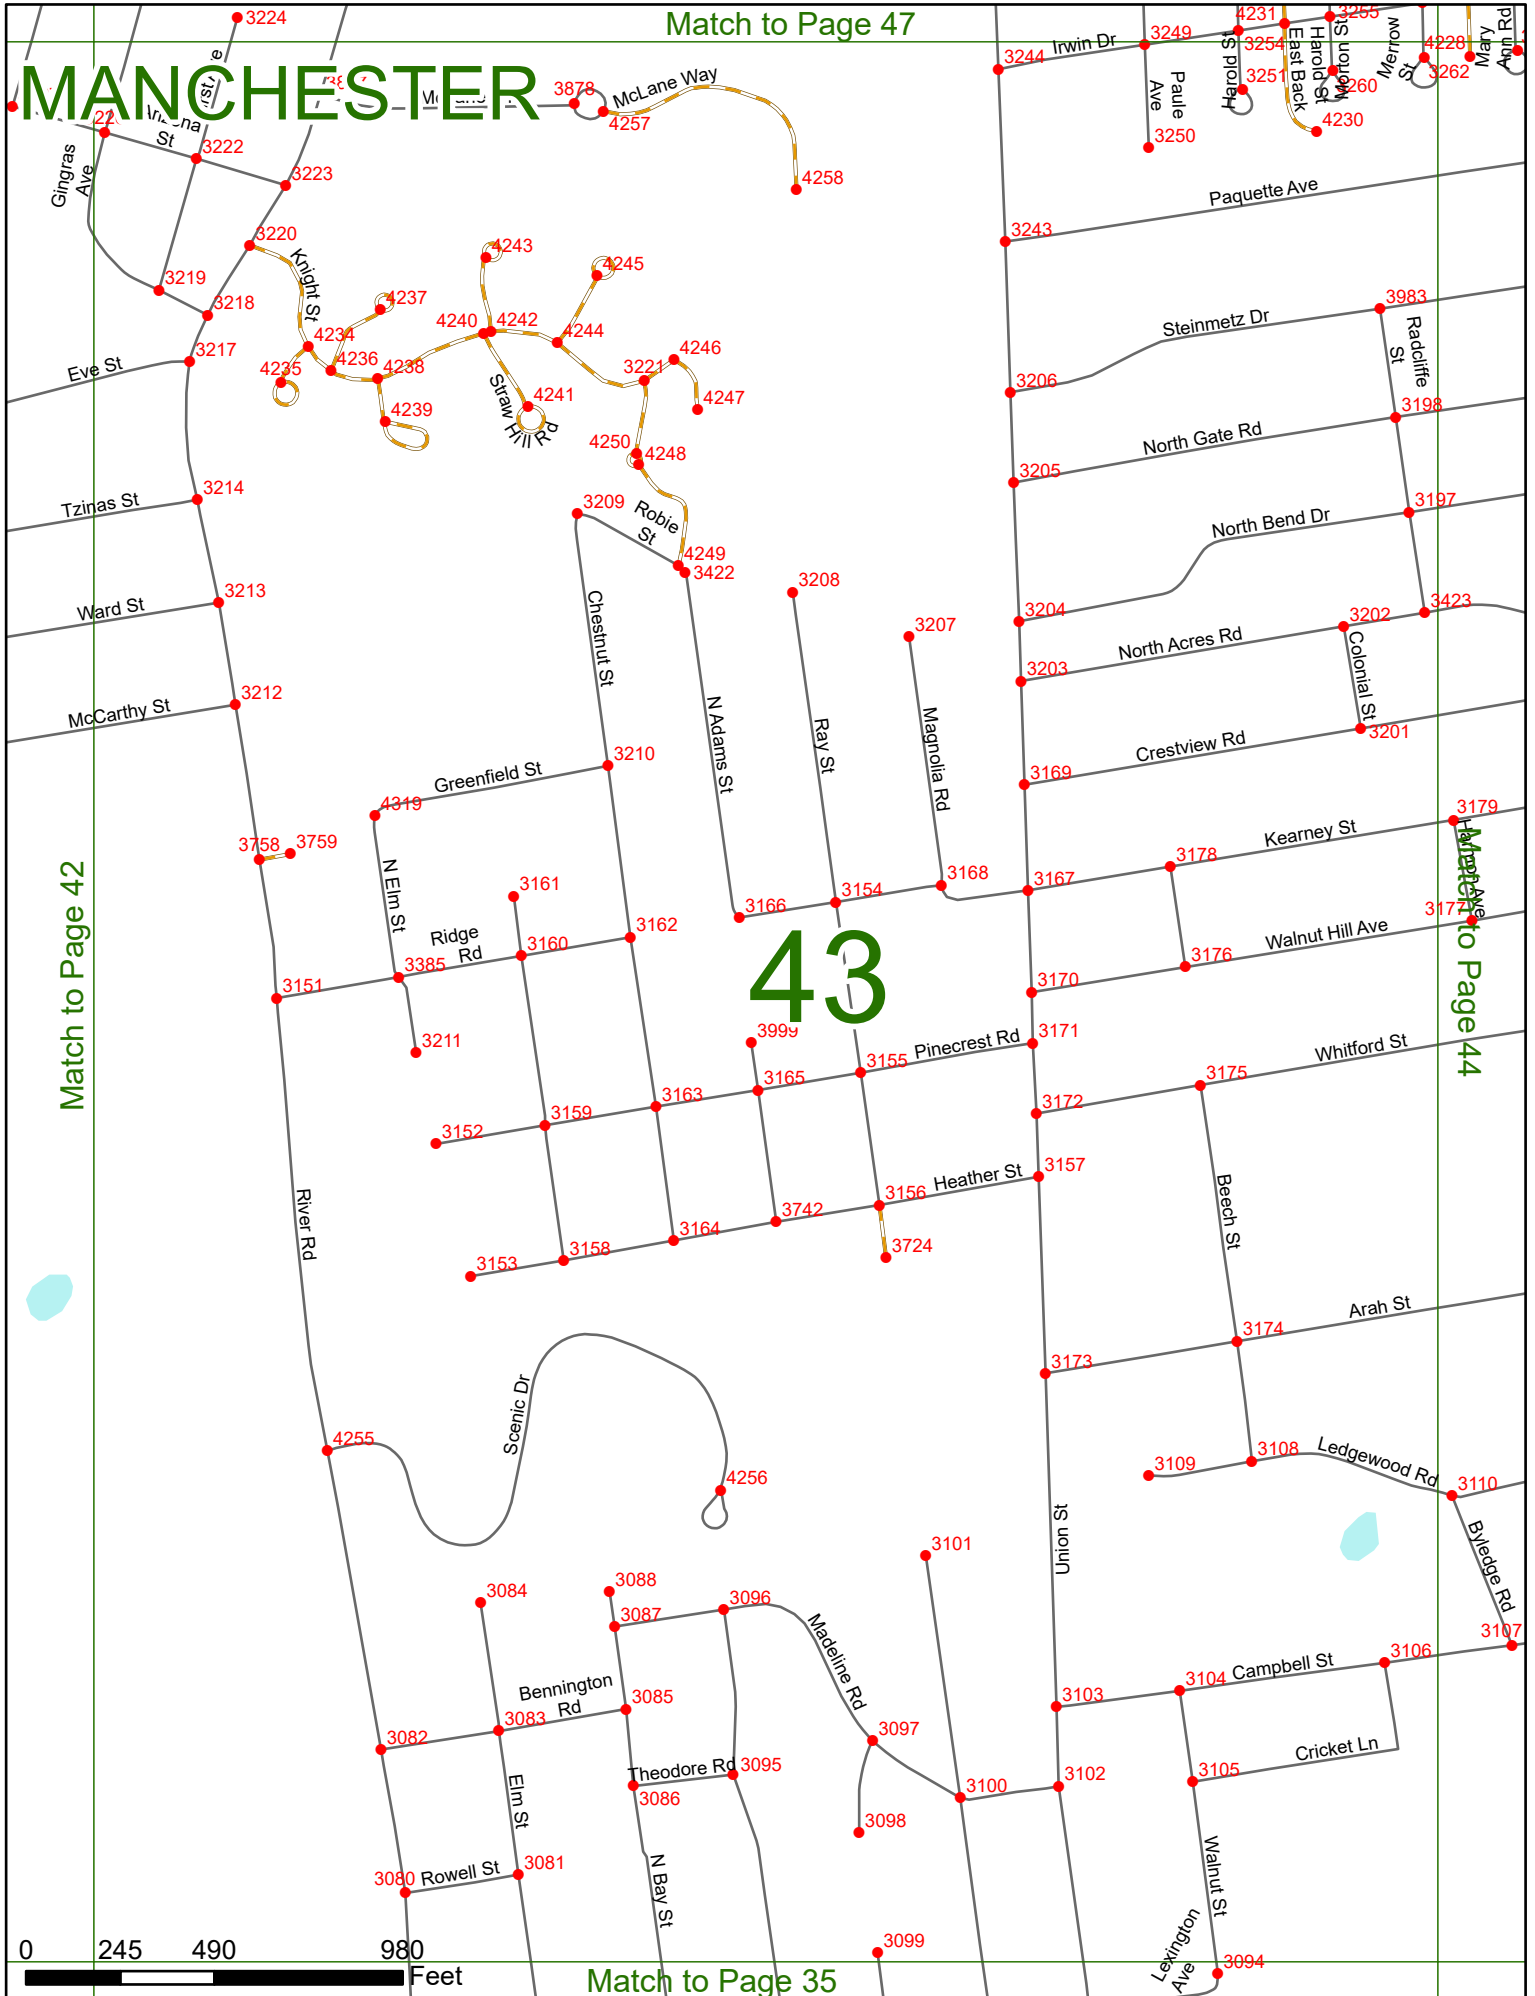 Match to Page 47
MANCHESTER
3224
3878
McLane Way
4257
4258
3244
Irwin Dr
3249
4231
3254
3255
3251
4228
3262
4230
3250
Paule
Ave
Harold St
East Back
Harold St
Morton St
Mernow
St
Mary
Ann Rd
St
3222
3223
Gingras
Ave
3220
3219
3218
3217
Eve St
Knight St
4243
4245
4237
4240
4242
4244
4234
4235
4236
4238
4239
4241
Straw Hill Rd
3221
4246
4247
4250
4248
Paquette Ave
3243
3983
Steinmetz Dr
Radcliffe
St
3206
3198
North Gate Rd
3205
3197
North Bend Dr
3214
Tzinas St
3209
Robie
St
4249
3422
3208
3207
3204
3423
3202
North Acres Rd
3203
Colonial St
3201
3213
Ward St
3212
McCarthy St
Chestnut St
N Adams St
Ray St
Magnolia Rd
Crestview Rd
3169
3210
Greenfield St
4319
3758
3759
N Elm St
3161
3162
3160
Ridge
Rd
3385
3151
3211
3166
3154
3168
3167
3178
Kearney St
3179
Harmon Ave
3177
Walnut Hill Ave
3176
3170
Match to Page 42
Match to Page 44
43
3999
3171
Pinecrest Rd
3155
3165
3163
3159
3152
Whitford St
3175
3172
3157
Heather St
3156
3742
3164
3158
3153
3724
River Rd
Beech St
Arah St
3174
3173
Scenic Dr
4255
4256
3108
3109
Ledgewood Rd
3110
Byledge Rd
3107
Union St
3101
3084
3088
3087
3096
Madeline Rd
Bennington
Rd
3085
3083
3082
3097
3103
3104
Campbell St
3106
Cricket Ln
3105
Theodore Rd
3095
3086
3100
3102
3098
Elm St
3081
Rowell St
3080
N Bay St
Walnut St
3099
Lexington
Ave
3094
0 245 490 980
Feet
Match to Page 35